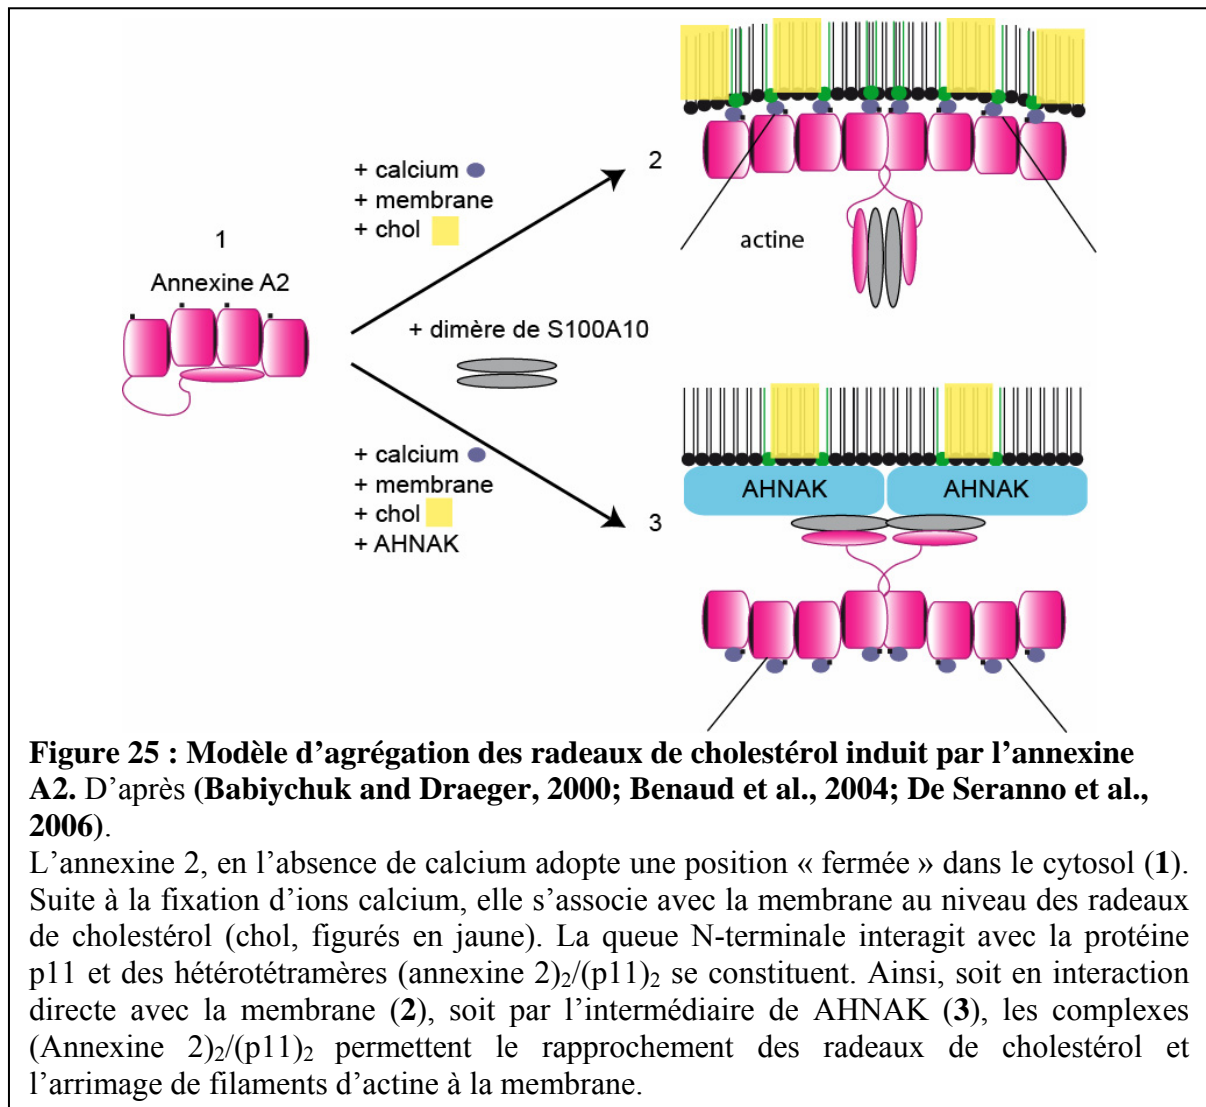 + calcium
+ membrane
+ chol
2
1
Annexine A2
actine
+ dimère de S100A10
+ calcium
+ membrane
+ chol
+ AHNAK
3
AHNAK
AHNAK
Figure 25 : Modèle d’agrégation des radeaux de cholestérol induit par l’annexine
A2. D’après (Babiychuk and Draeger, 2000; Benaud et al., 2004; De Seranno et al.,
2006).
L’annexine 2, en l’absence de calcium adopte une position « fermée » dans le cytosol (1).
Suite à la fixation d’ions calcium, elle s’associe avec la membrane au niveau des radeaux
de cholestérol (chol, figurés en jaune). La queue N-terminale interagit avec la protéine
p11 et des hétérotétramères (annexine 2)₂/(p11)₂ se constituent. Ainsi, soit en interaction
directe avec la membrane (2), soit par l’intermédiaire de AHNAK (3), les complexes
(Annexine 2)₂/(p11)₂ permettent le rapprochement des radeaux de cholestérol et
l’arrimage de filaments d’actine à la membrane.